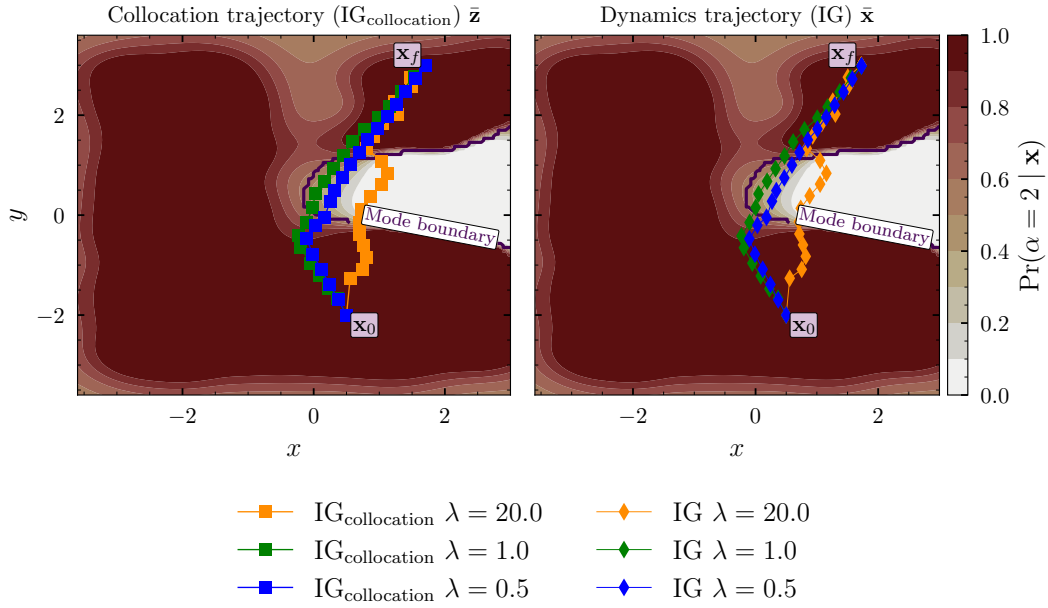 Collocation trajectory (IG_collocation) z̄
Dynamics trajectory (IG) x̄
x_f
x_f
Mode boundary
Mode boundary
x_0
x_0
y
2
0
−2
−2
0
2
−2
0
2
x
x
1.0
0.8
0.6
0.4
0.2
0.0
Pr(α = 2 | x)
IG_collocation λ = 20.0
IG λ = 20.0
IG_collocation λ = 1.0
IG λ = 1.0
IG_collocation λ = 0.5
IG λ = 0.5